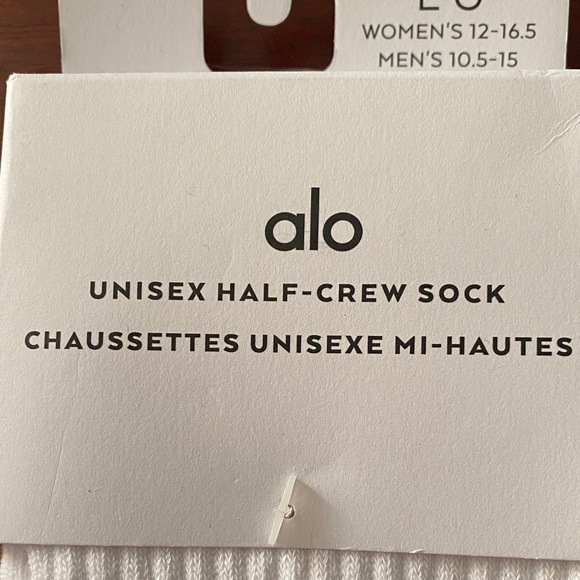 WOMEN'S 12-16.5
MEN'S 10.5-15
alo
UNISEX HALF-CREW SOCK
CHAUSSETTES UNISEXE MI-HAUTES